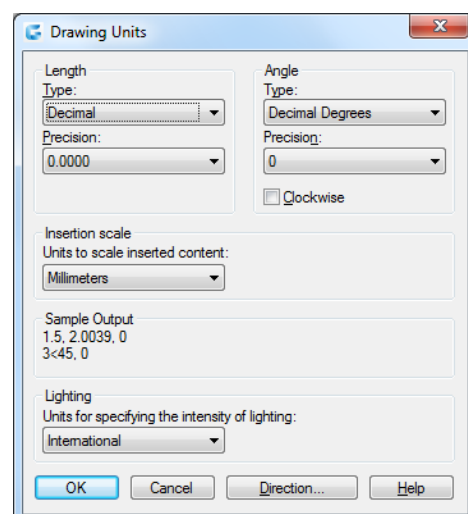 Drawing Units
Length
Type:
Decimal
Precision:
0.0000
Angle
Type:
Decimal Degrees
Precision:
0
Clockwise
Insertion scale
Units to scale inserted content:
Millimeters
Sample Output
1.5, 2.0039, 0
3<45, 0
Lighting
Units for specifying the intensity of lighting:
International
OK Cancel Direction... Help